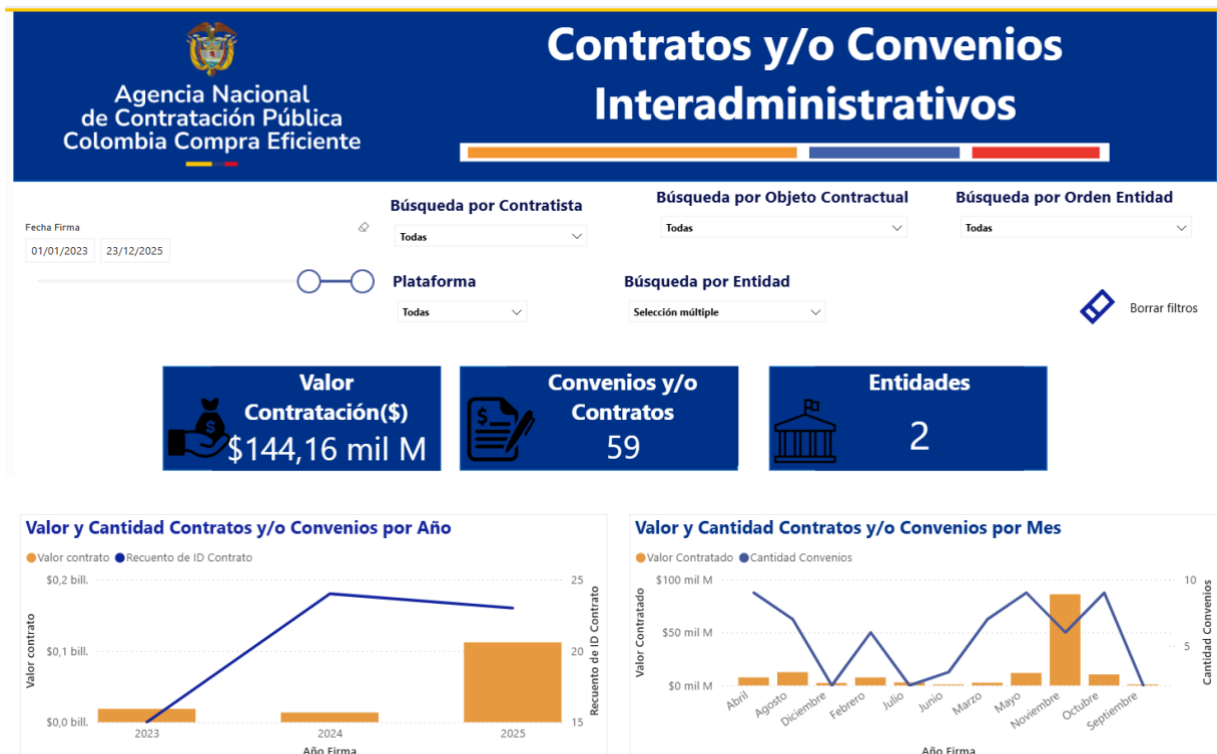 Agencia Nacional
de Contratación Pública
Colombia Compra Eficiente
Contratos y/o Convenios
Interadministrativos
Fecha Firma
01/01/2023 23/12/2025
Búsqueda por Contratista
Todas
Búsqueda por Objeto Contractual
Todas
Búsqueda por Orden Entidad
Todas
Plataforma
Todas
Búsqueda por Entidad
Selección múltiple
Borrar filtros
Valor
Contratación($)
$144,16 mil M
Convenios y/o
Contratos
59
Entidades
2
Valor y Cantidad Contratos y/o Convenios por Año
Valor contrato Recuento de ID Contrato
Valor contrato
$0,2 bill.
$0,1 bill.
$0,0 bill.
25
20
15
Recuento de ID Contrato
2023 2024 2025
Año Firma
Valor y Cantidad Contratos y/o Convenios por Mes
Valor Contratado Cantidad Convenios
Valor Contratado
$100 mil M
$50 mil M
$0 mil M
10
5
Cantidad Convenios
Abril Agosto Diciembre Febrero Julio Junio Marzo Mayo Noviembre Octubre Septiembre
Año Firma